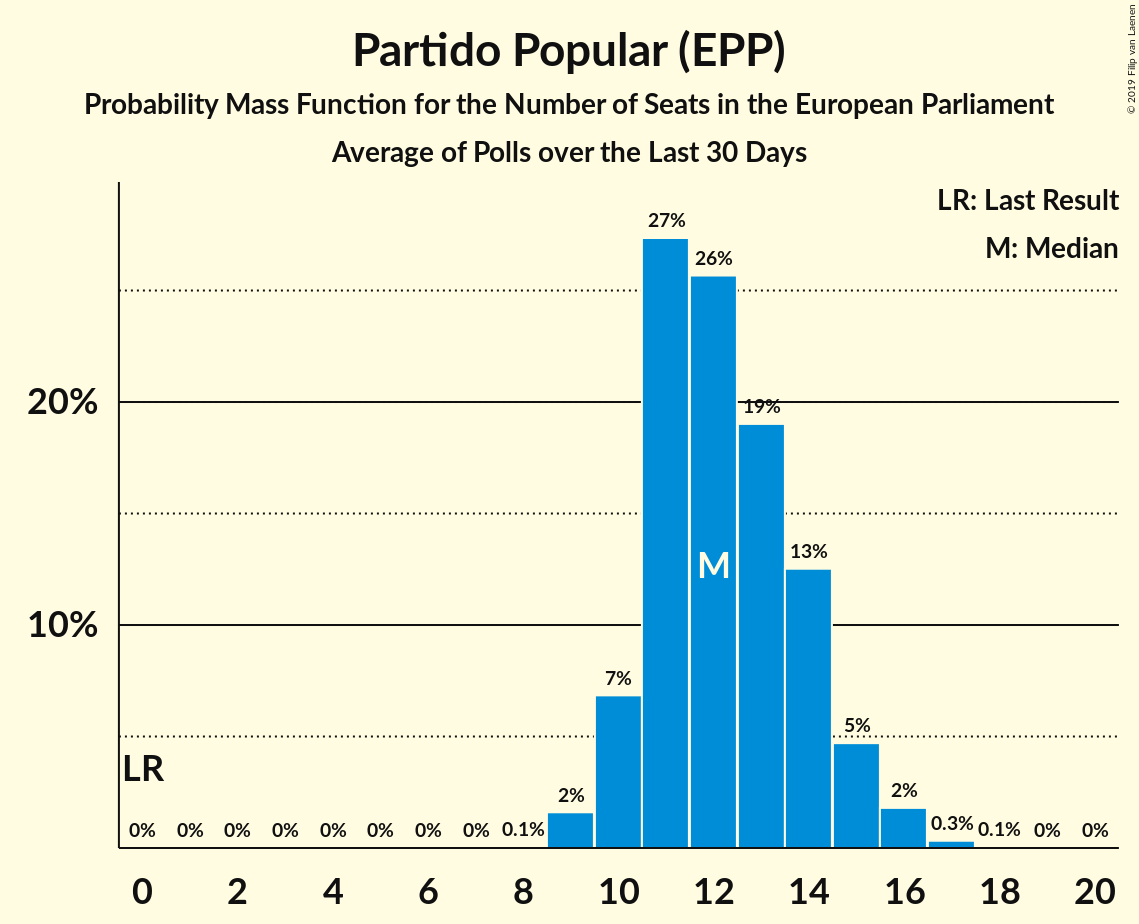 Partido Popular (EPP)
Probability Mass Function for the Number of Seats in the European Parliament
Average of Polls over the Last 30 Days
© 2019 Filip van Laenen
LR: Last Result
M: Median
27%
26%
20%
19%
13%
M
10%
7%
5%
LR
2%
2%
0% 0% 0% 0% 0% 0% 0% 0% 0.1% 0.3% 0.1% 0% 0%
0 2 4 6 8 10 12 14 16 18 20